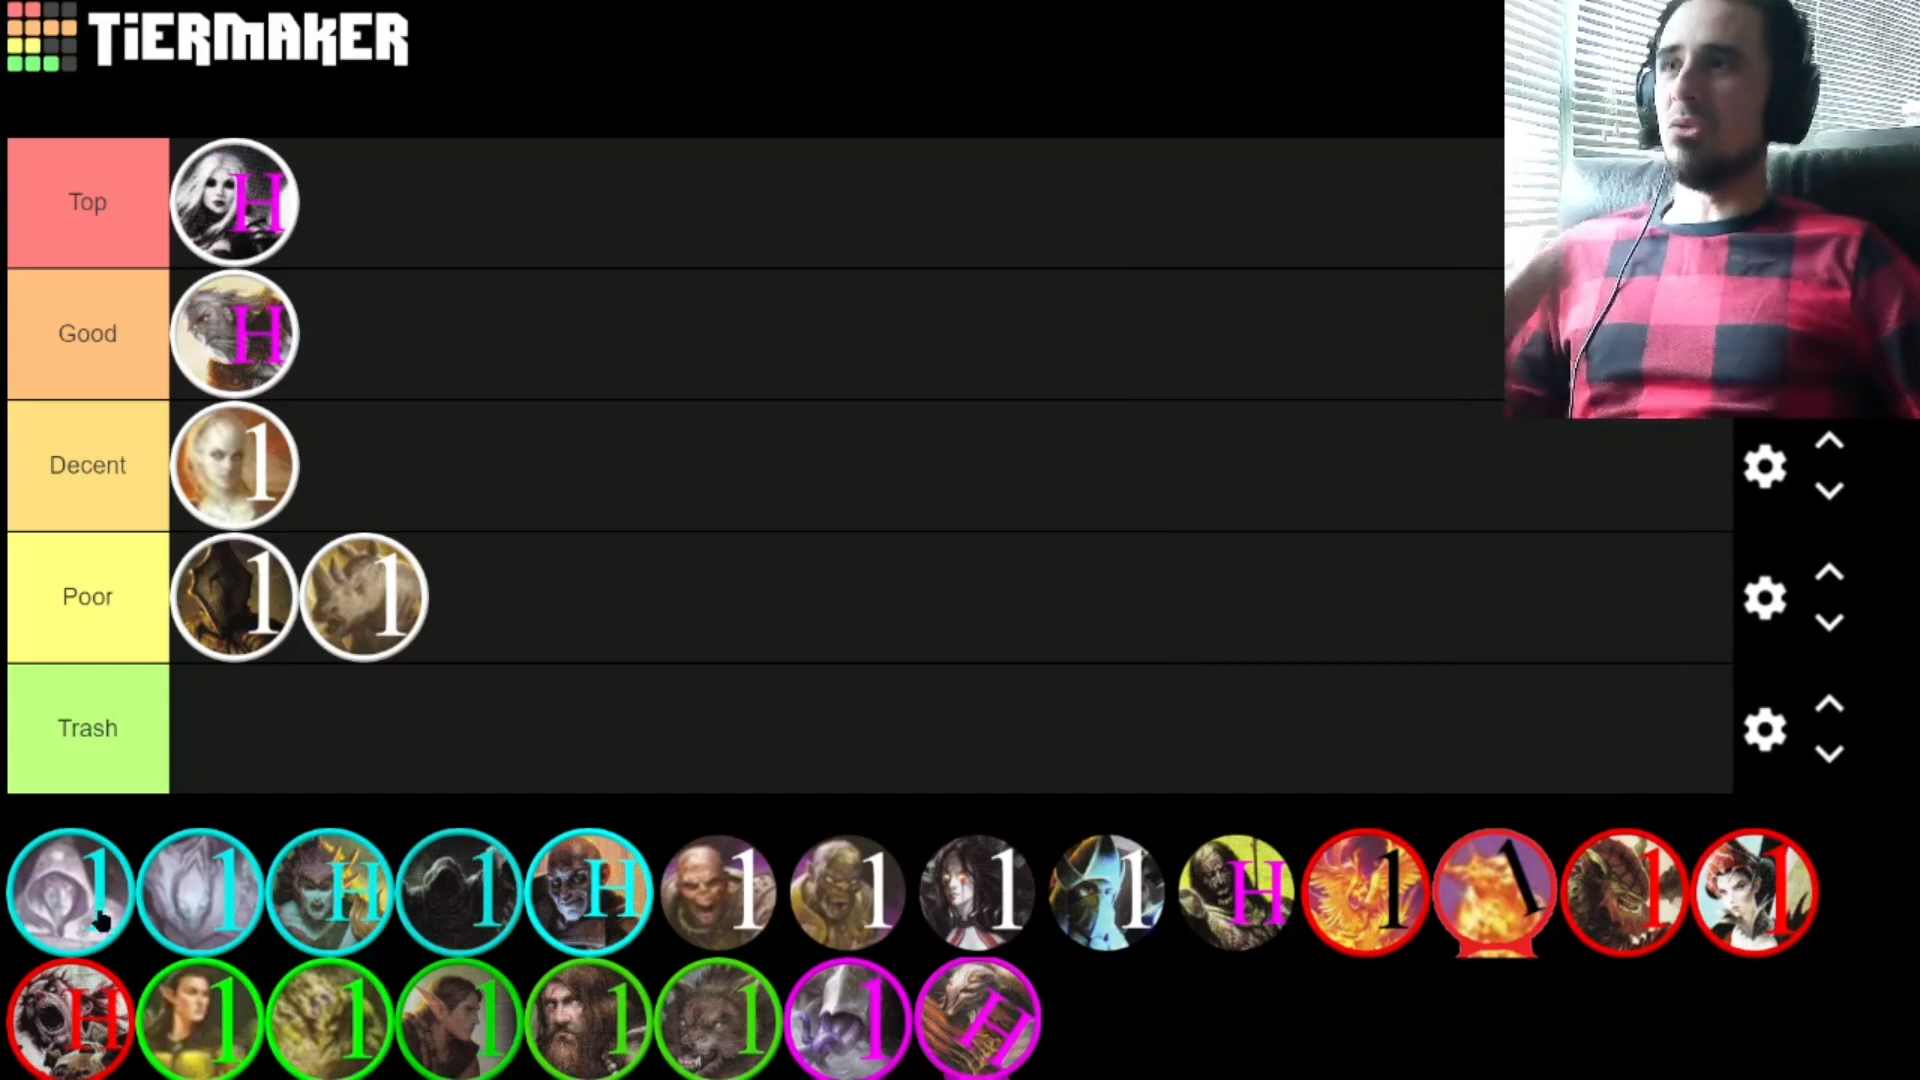 TiERMAKER
Top H
Good H
Decent 1
Poor 1 1
Trash
1 1 H 1 H 1 1 1 1 H 1 1 1 1
H 1 1 1 1 1 1 H